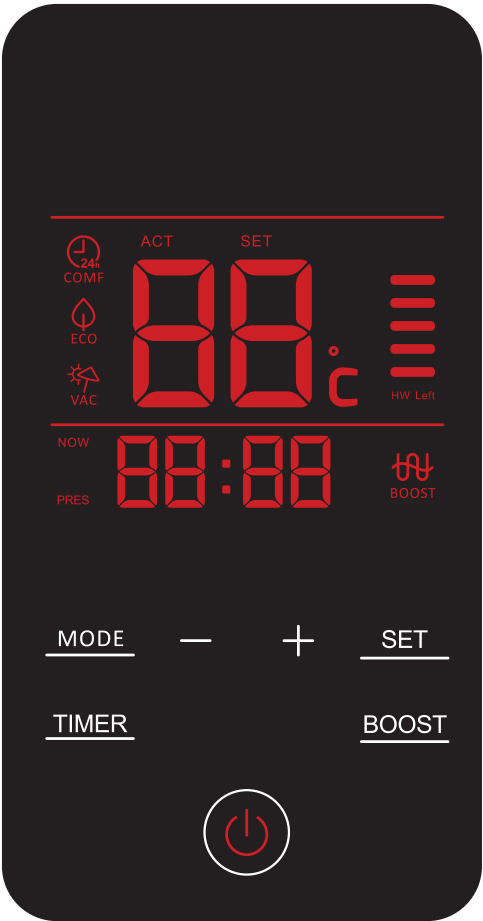 ACT SET
24h
COMF
ECO
VAC
88 °C
HW Left
NOW
88:88
PRES
BOOST
MODE − + SET
TIMER BOOST